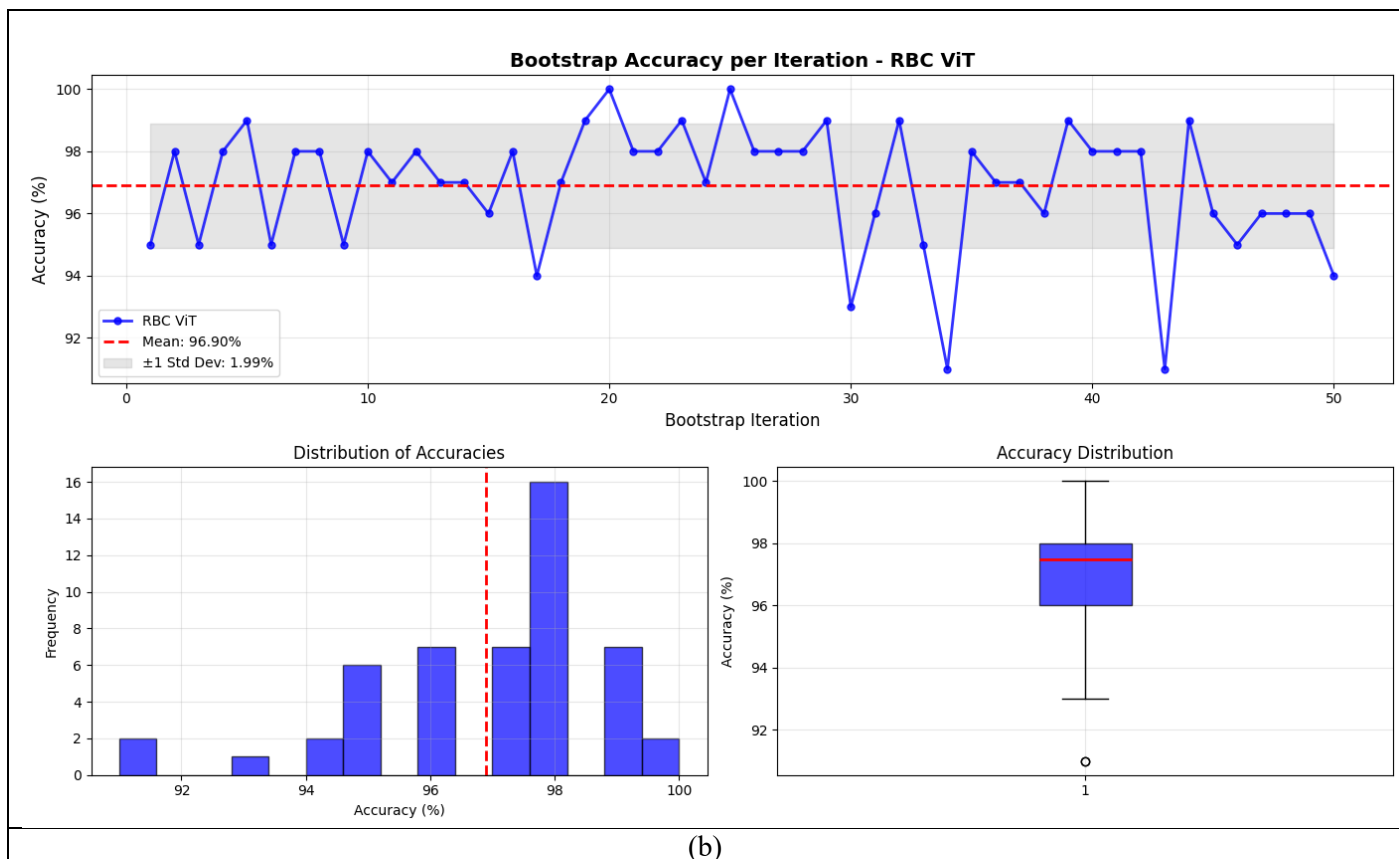 Bootstrap Accuracy per Iteration - RBC ViT
Accuracy (%)
100
98
96
94
92
RBC ViT
Mean: 96.90%
±1 Std Dev: 1.99%
0 10 20 30 40 50
Bootstrap Iteration
Distribution of Accuracies
Frequency
16
14
12
10
8
6
4
2
0
92 94 96 98 100
Accuracy (%)
Accuracy Distribution
Accuracy (%)
100
98
96
94
92
1
(b)